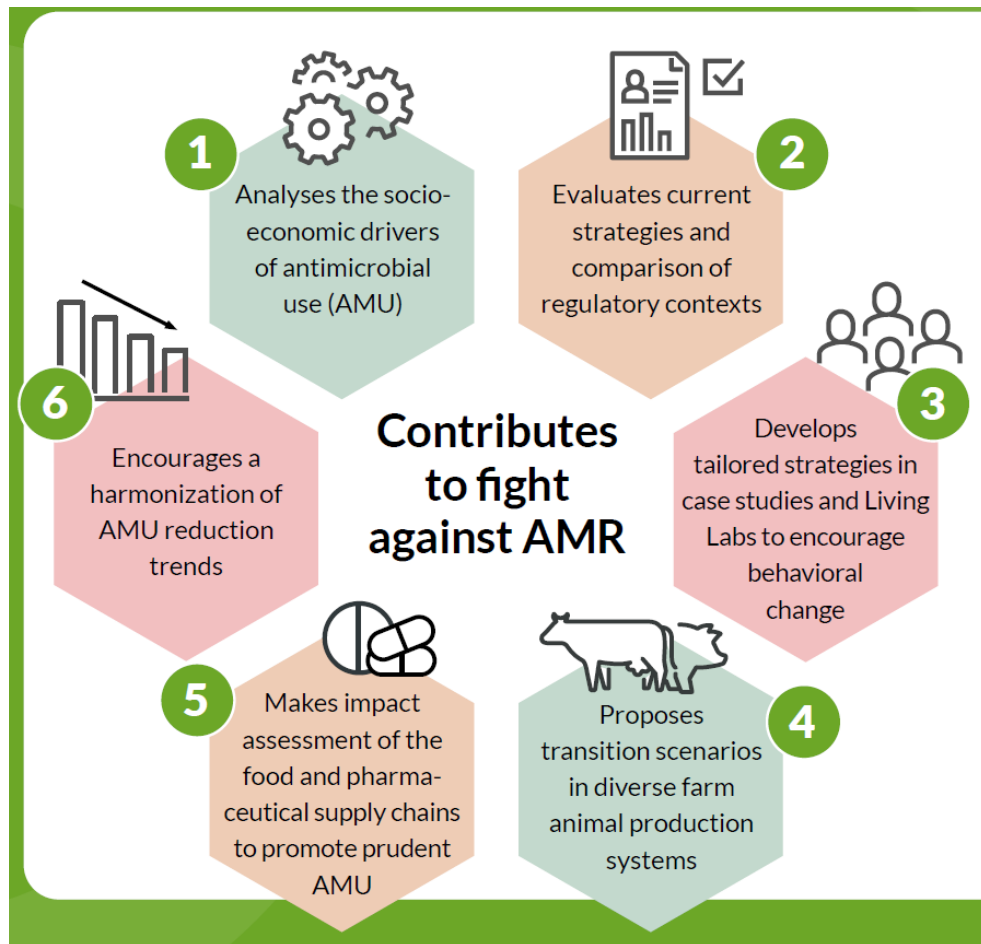 1
Analyses the socio-
economic drivers
of antimicrobial
use (AMU)
2
Evaluates current
strategies and
comparison of
regulatory contexts
3
Develops
tailored strategies in
case studies and Living
Labs to encourage
behavioral
change
Contributes
to fight
against AMR
4
Proposes
transition scenarios
in diverse farm
animal production
systems
5
Makes impact
assessment of the
food and pharma-
ceutical supply chains
to promote prudent
AMU
6
Encourages a
harmonization of
AMU reduction
trends